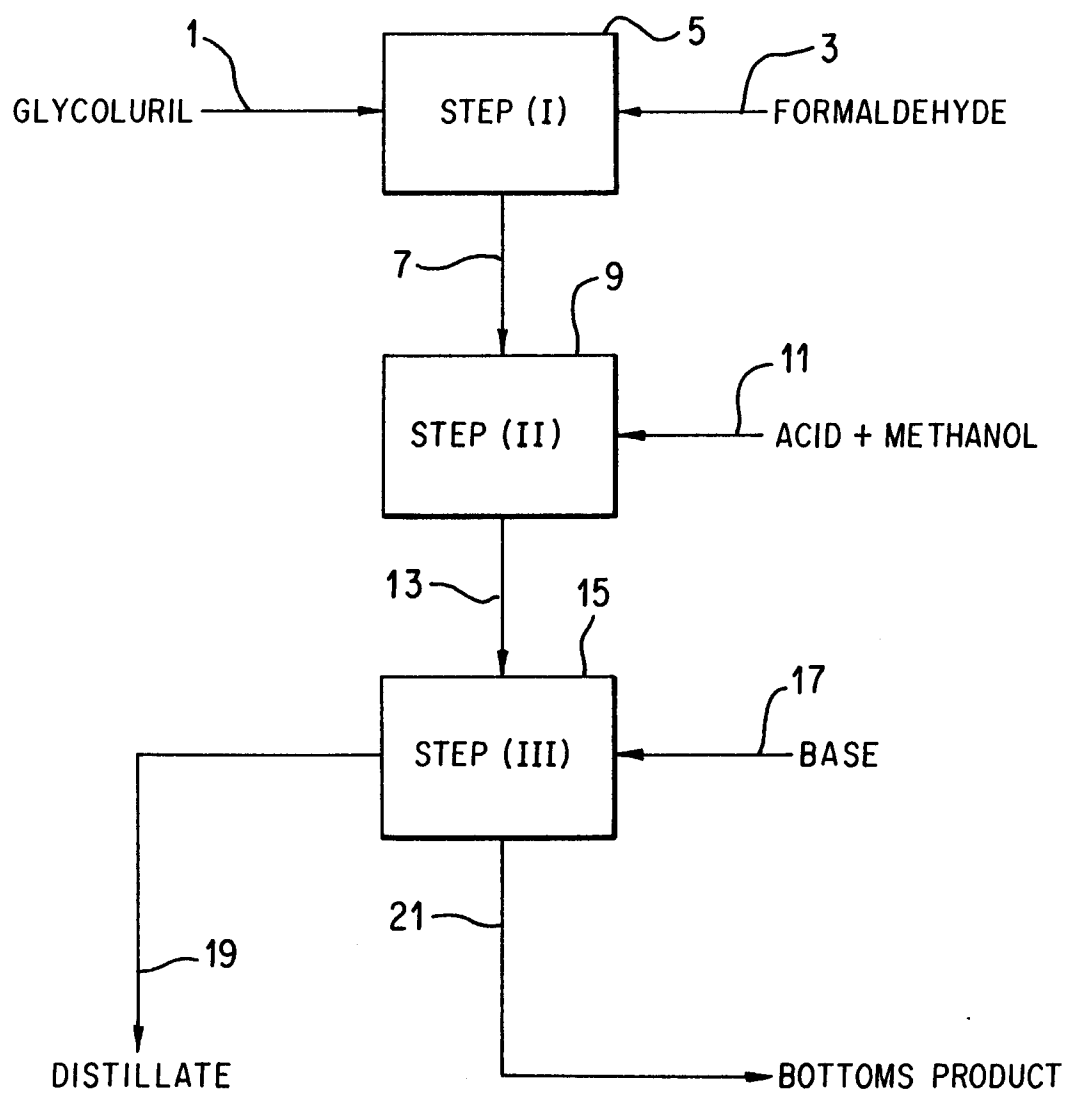 1
5
3
GLYCOLURIL
STEP (I)
FORMALDEHYDE
7
9
11
STEP (II)
ACID + METHANOL
13
15
17
STEP (III)
BASE
21
19
DISTILLATE
BOTTOMS PRODUCT